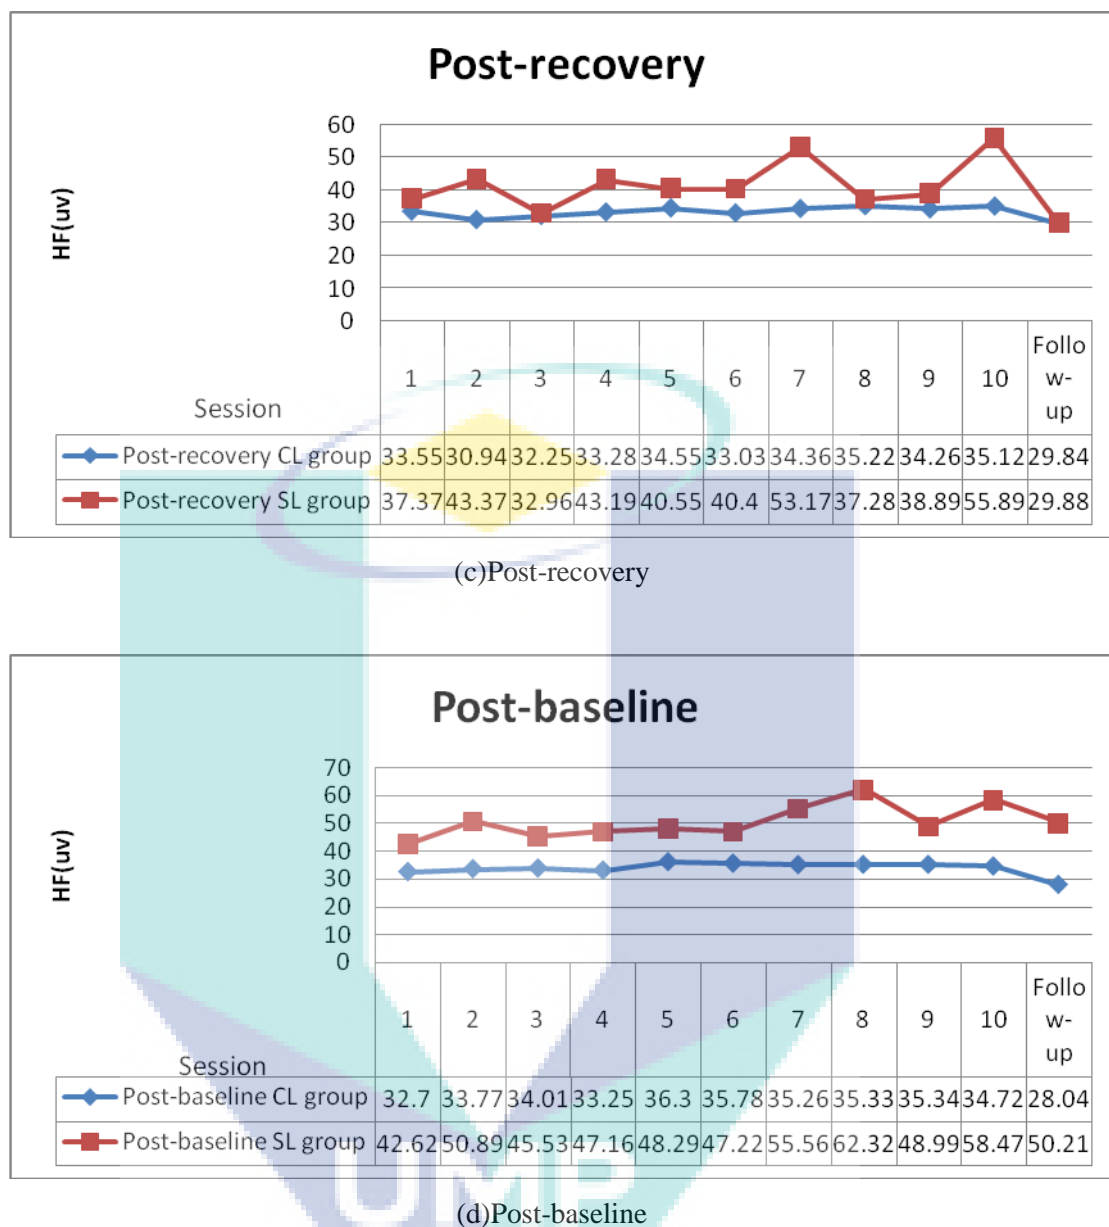 Post-recovery
HF(uv)
60
50
40
30
20
10
0
Session 1 2 3 4 5 6 7 8 9 10 Follow-up
Post-recovery CL group 33.55 30.94 32.25 33.28 34.55 33.03 34.36 35.22 34.26 35.12 29.84
Post-recovery SL group 37.37 43.37 32.96 43.19 40.55 40.4 53.17 37.28 38.89 55.89 29.88
(c)Post-recovery
Post-baseline
HF(uv)
70
60
50
40
30
20
10
0
Session 1 2 3 4 5 6 7 8 9 10 Follow-up
Post-baseline CL group 32.7 33.77 34.01 33.25 36.3 35.78 35.26 35.33 35.34 34.72 28.04
Post-baseline SL group 42.62 50.89 45.53 47.16 48.29 47.22 55.56 62.32 48.99 58.47 50.21
UMP
(d)Post-baseline